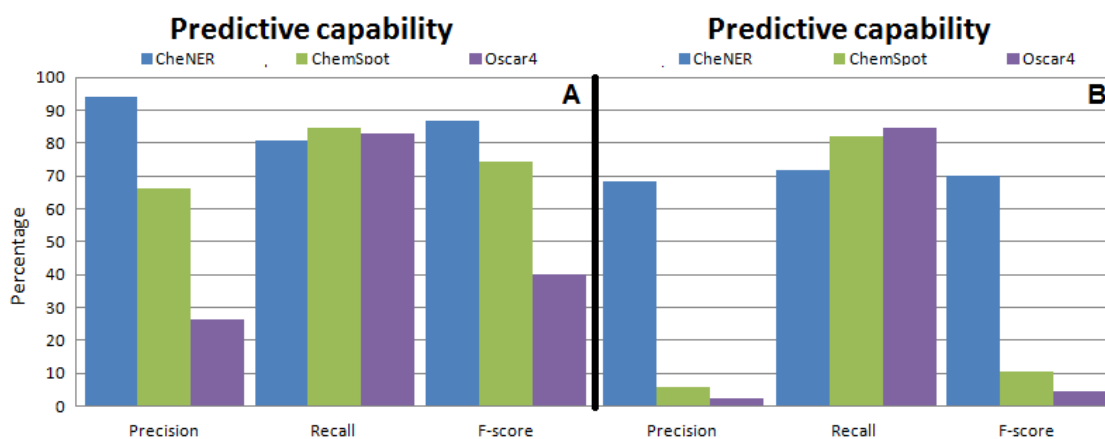 Predictive capability
CheNER ChemSpot Oscar4
A
Percentage
100
90
80
70
60
50
40
30
20
10
0
Precision Recall F-score
Predictive capability
CheNER ChemSpot Oscar4
B
Precision Recall F-score